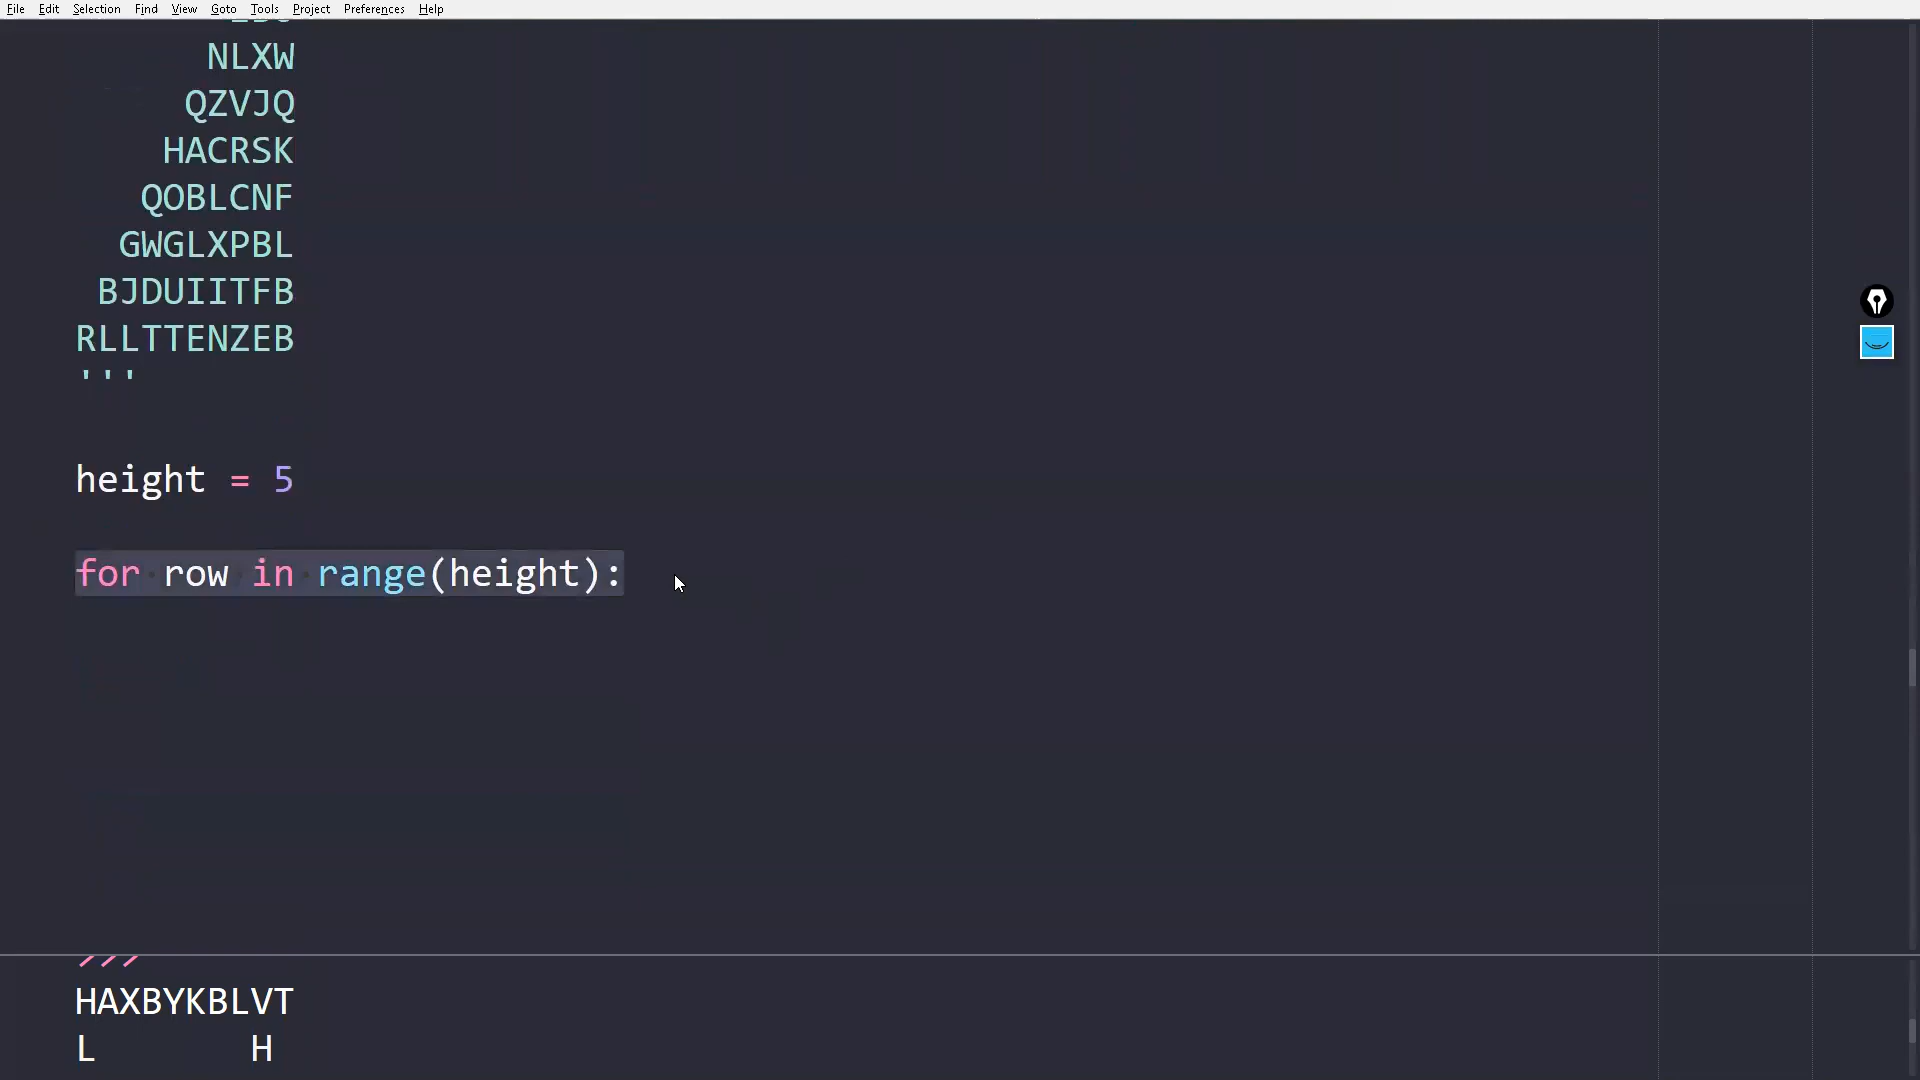 File Edit Selection Find View Goto Tools Project Preferences Help
NLXW
QZVJQ
HACRSK
QOBLCNF
GWGLXPBL
BJDUIITFB
RLLTTENZEB
'''
height = 5
for row in range(height):
>>>
HAXBYKBLVT
L       H